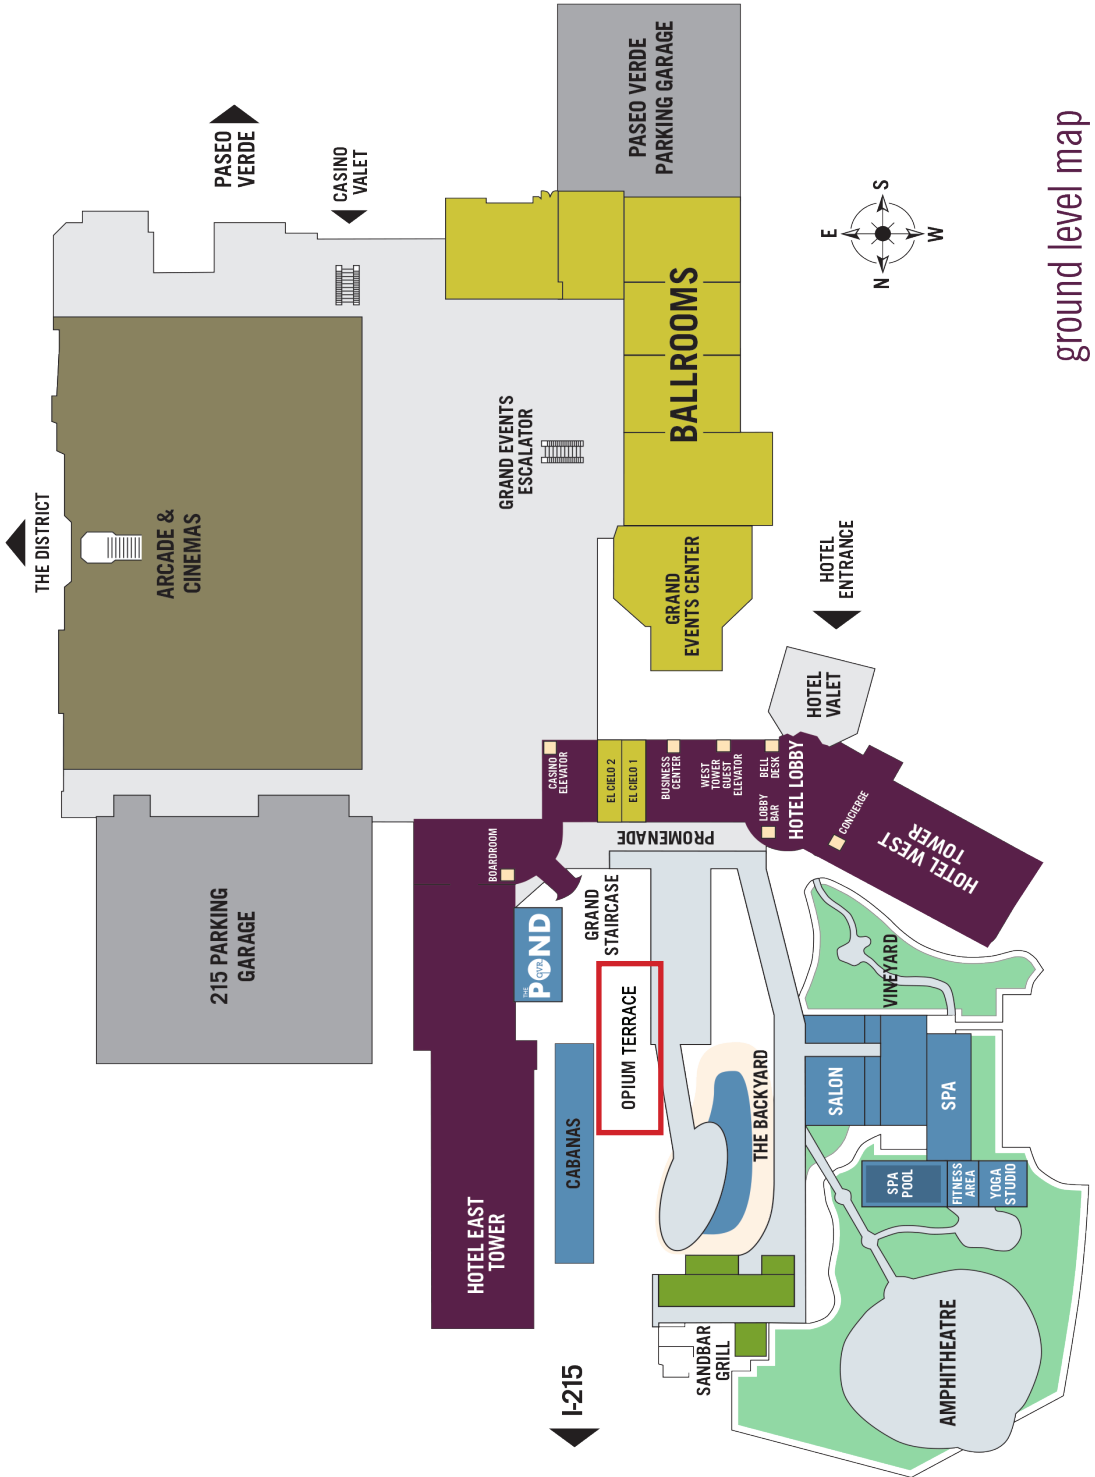 ground level map
PASEO VERDE
PARKING GARAGE
PASEO
VERDE
CASINO
VALET
S
E
W
N
BALLROOMS
GRAND EVENTS
ESCALATOR
THE DISTRICT
ARCADE &
CINEMAS
HOTEL
ENTRANCE
GRAND
EVENTS CENTER
HOTEL
VALET
CASINO
ELEVATOR
EL CIELO 2
EL CIELO 1
BUSINESS
CENTER
WEST
TOWER
GUEST
ELEVATOR
BELL
DESK
LOBBY
BAR
HOTEL LOBBY
CONCIERGE
HOTEL WEST
TOWER
PROMENADE
BOARDROOM
GRAND
STAIRCASE
215 PARKING
GARAGE
THE
POND
GVR
OPIUM TERRACE
VINEYARD
CABANAS
THE BACKYARD
SALON
SPA
SPA
POOL
FITNESS
AREA
YOGA
STUDIO
HOTEL EAST
TOWER
SANDBAR
GRILL
AMPHITHEATRE
I-215